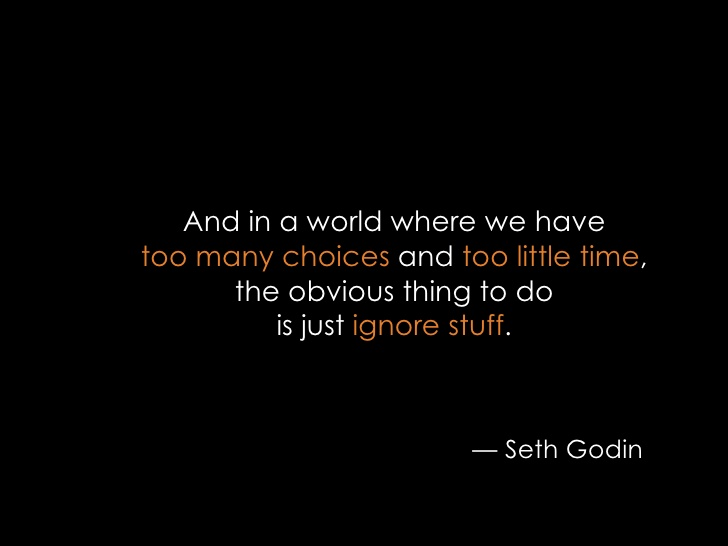 And in a world where we have
too many choices and too little time,
the obvious thing to do
is just ignore stuff.
— Seth Godin